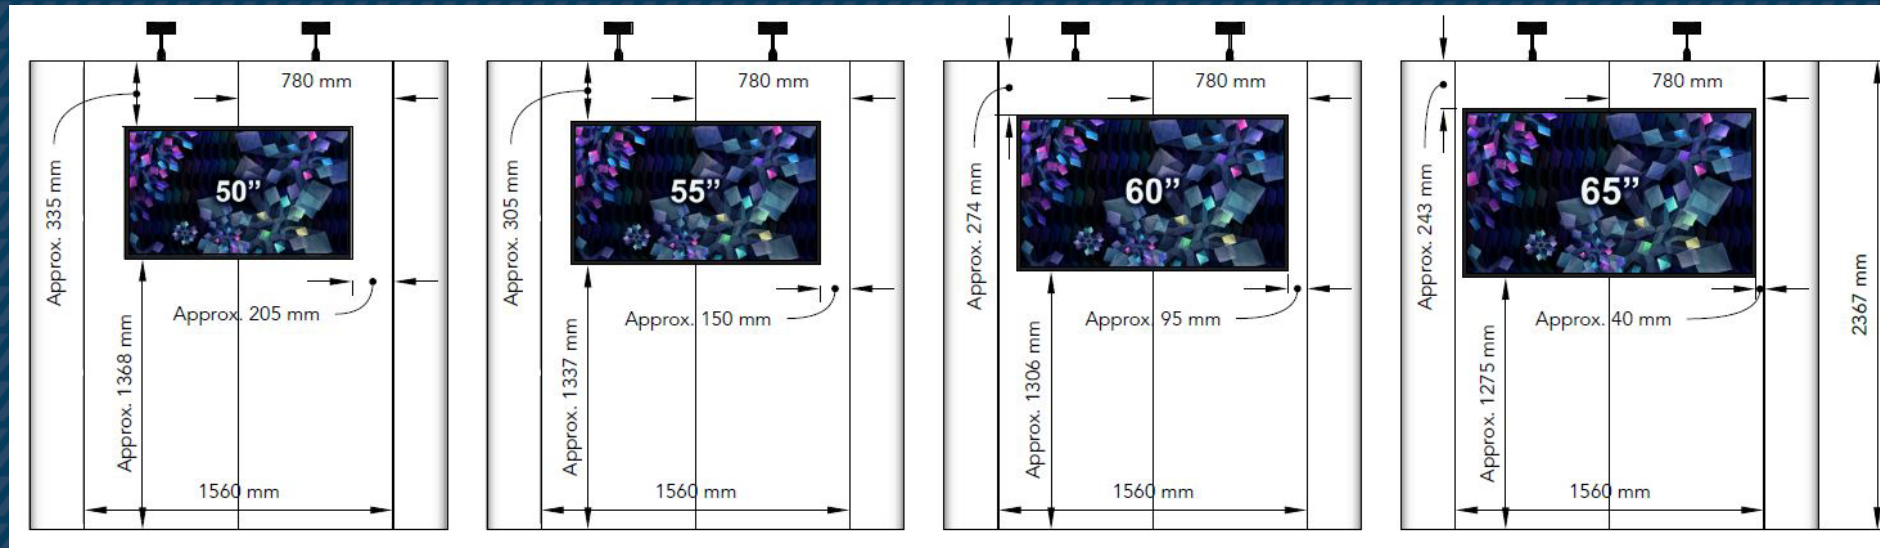 780 mm
Approx. 335 mm
50”
Approx. 205 mm
Approx. 1368 mm
1560 mm
780 mm
Approx. 305 mm
55”
Approx. 150 mm
Approx. 1337 mm
1560 mm
780 mm
Approx. 274 mm
60”
Approx. 95 mm
Approx. 1306 mm
1560 mm
780 mm
Approx. 243 mm
65”
Approx. 40 mm
Approx. 1275 mm
1560 mm
2367 mm